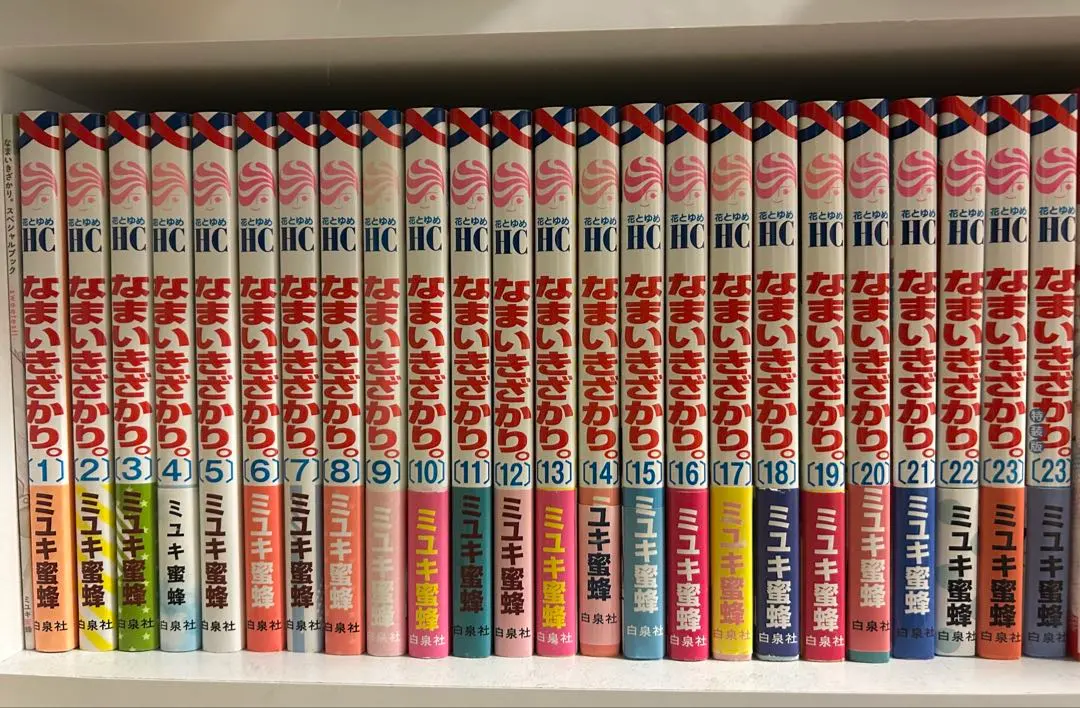 なまいきざかり。スペシャルブック
ミユキ蜜蜂
花とゆめ
HC
なまいきざかり。
(1)
ミユキ蜜蜂
白泉社
花とゆめ
HC
なまいきざかり。
(2)
ミユキ蜜蜂
白泉社
花とゆめ
HC
なまいきざかり。
(3)
ミユキ蜜蜂
白泉社
花とゆめ
HC
なまいきざかり。
(4)
ミユキ蜜蜂
白泉社
花とゆめ
HC
なまいきざかり。
(5)
ミユキ蜜蜂
白泉社
花とゆめ
HC
なまいきざかり。
(6)
ミユキ蜜蜂
白泉社
花とゆめ
HC
なまいきざかり。
(7)
ミユキ蜜蜂
白泉社
花とゆめ
HC
なまいきざかり。
(8)
ミユキ蜜蜂
白泉社
花とゆめ
HC
なまいきざかり。
(9)
ミユキ蜜蜂
白泉社
花とゆめ
HC
なまいきざかり。
(10)
ミユキ蜜蜂
白泉社
花とゆめ
HC
なまいきざかり。
(11)
ミユキ蜜蜂
白泉社
花とゆめ
HC
なまいきざかり。
(12)
ミユキ蜜蜂
白泉社
花とゆめ
HC
なまいきざかり。
(13)
ミユキ蜜蜂
白泉社
花とゆめ
HC
なまいきざかり。
(14)
ユキ蜜蜂
白泉社
花とゆめ
HC
なまいきざかり。
(15)
ミユキ蜜蜂
白泉社
花とゆめ
HC
なまいきざかり。
(16)
ミユキ蜜蜂
白泉社
花とゆめ
HC
なまいきざかり。
(17)
ミユキ蜜蜂
白泉社
花とゆめ
HC
なまいきざかり。
(18)
ミユキ蜜蜂
白泉社
花とゆめ
HC
なまいきざかり。
(19)
ミユキ蜜蜂
白泉社
花とゆめ
HC
なまいきざかり。
(20)
ミユキ蜜蜂
白泉社
花とゆめ
HC
なまいきざかり。
(21)
ミユキ蜜蜂
白泉社
花とゆめ
HC
なまいきざかり。
(22)
ミユキ蜜蜂
白泉社
花とゆめ
HC
なまいきざかり。
(23)
ミユキ蜜蜂
白泉社
花とゆめ
HC
なまいきざかり。
特装版
(23)
ミユキ蜜蜂
白泉社